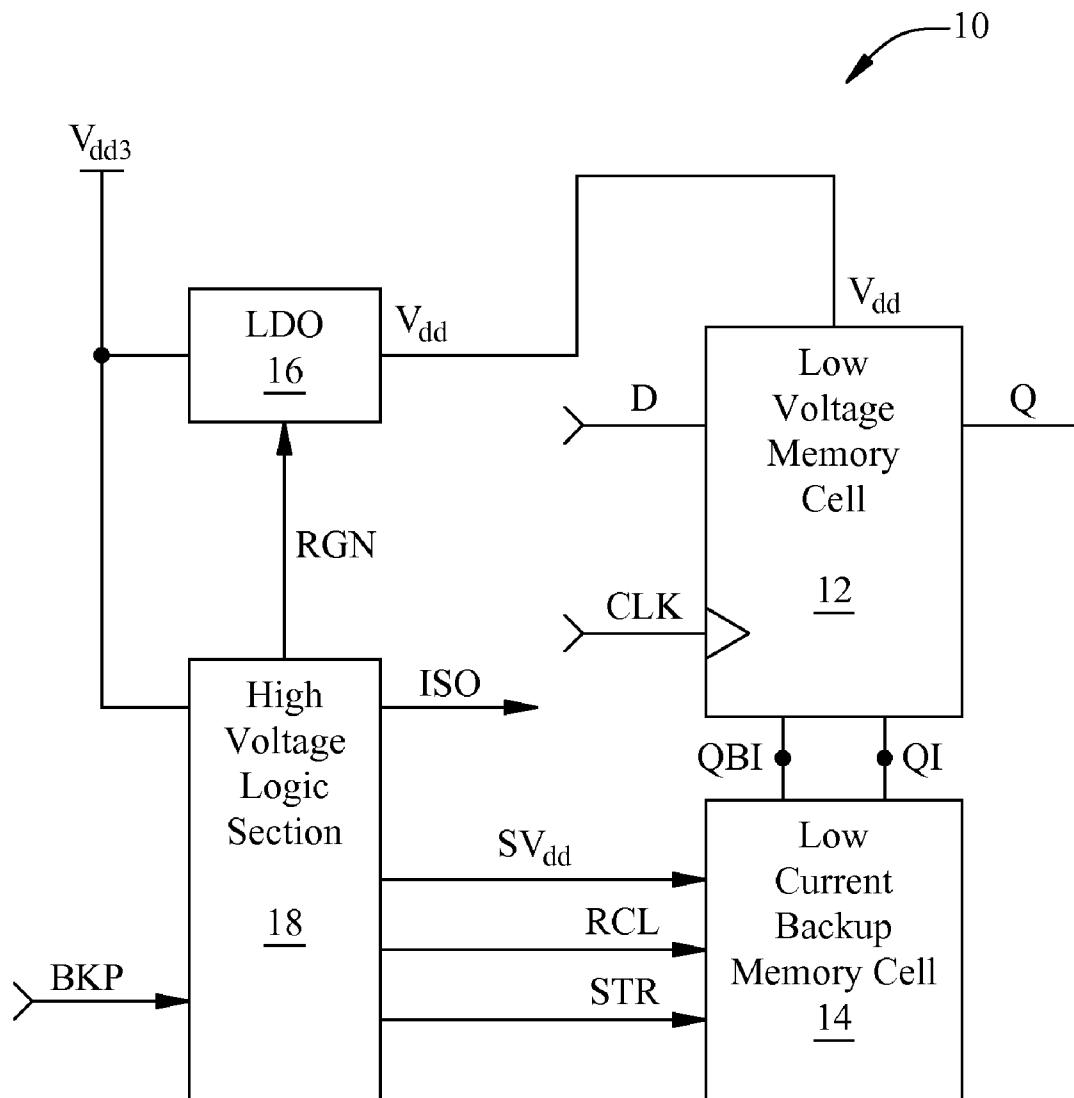 10
Vdd3
LDO
16
Vdd
Vdd
Low
Voltage
Memory
Cell
12
D
Q
CLK
RGN
High
Voltage
Logic
Section
18
ISO
QBI
QI
SVdd
RCL
STR
BKP
Low
Current
Backup
Memory Cell
14